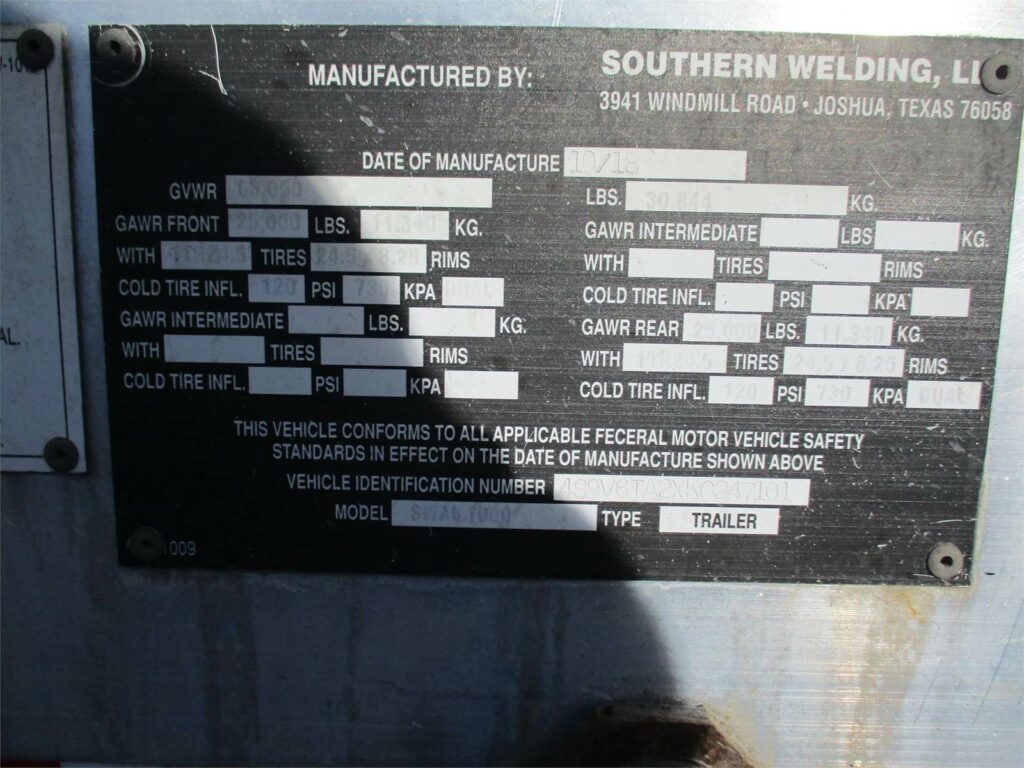 MANUFACTURED BY: SOUTHERN WELDING, LL
3941 WINDMILL ROAD • JOSHUA, TEXAS 76058
DATE OF MANUFACTURE 10/18
GVWR 68,000 LBS. 30,844 KG.
GAWR FRONT 25,000 LBS. 11,340 KG. GAWR INTERMEDIATE LBS KG.
WITH 11R24.5 TIRES 24.5 x 8.25 RIMS WITH TIRES RIMS
COLD TIRE INFL. 120 PSI 730 KPA DUAL COLD TIRE INFL. PSI KPA
GAWR INTERMEDIATE LBS. KG. GAWR REAR 25,000 LBS. 11,340 KG.
WITH TIRES RIMS WITH 11R24.5 TIRES 24.5 x 8.25 RIMS
COLD TIRE INFL. PSI KPA COLD TIRE INFL. 120 PSI 730 KPA DUAL
THIS VEHICLE CONFORMS TO ALL APPLICABLE FECERAL MOTOR VEHICLE SAFETY
STANDARDS IN EFFECT ON THE DATE OF MANUFACTURE SHOWN ABOVE
VEHICLE IDENTIFICATION NUMBER
MODEL TYPE TRAILER
009
AL.